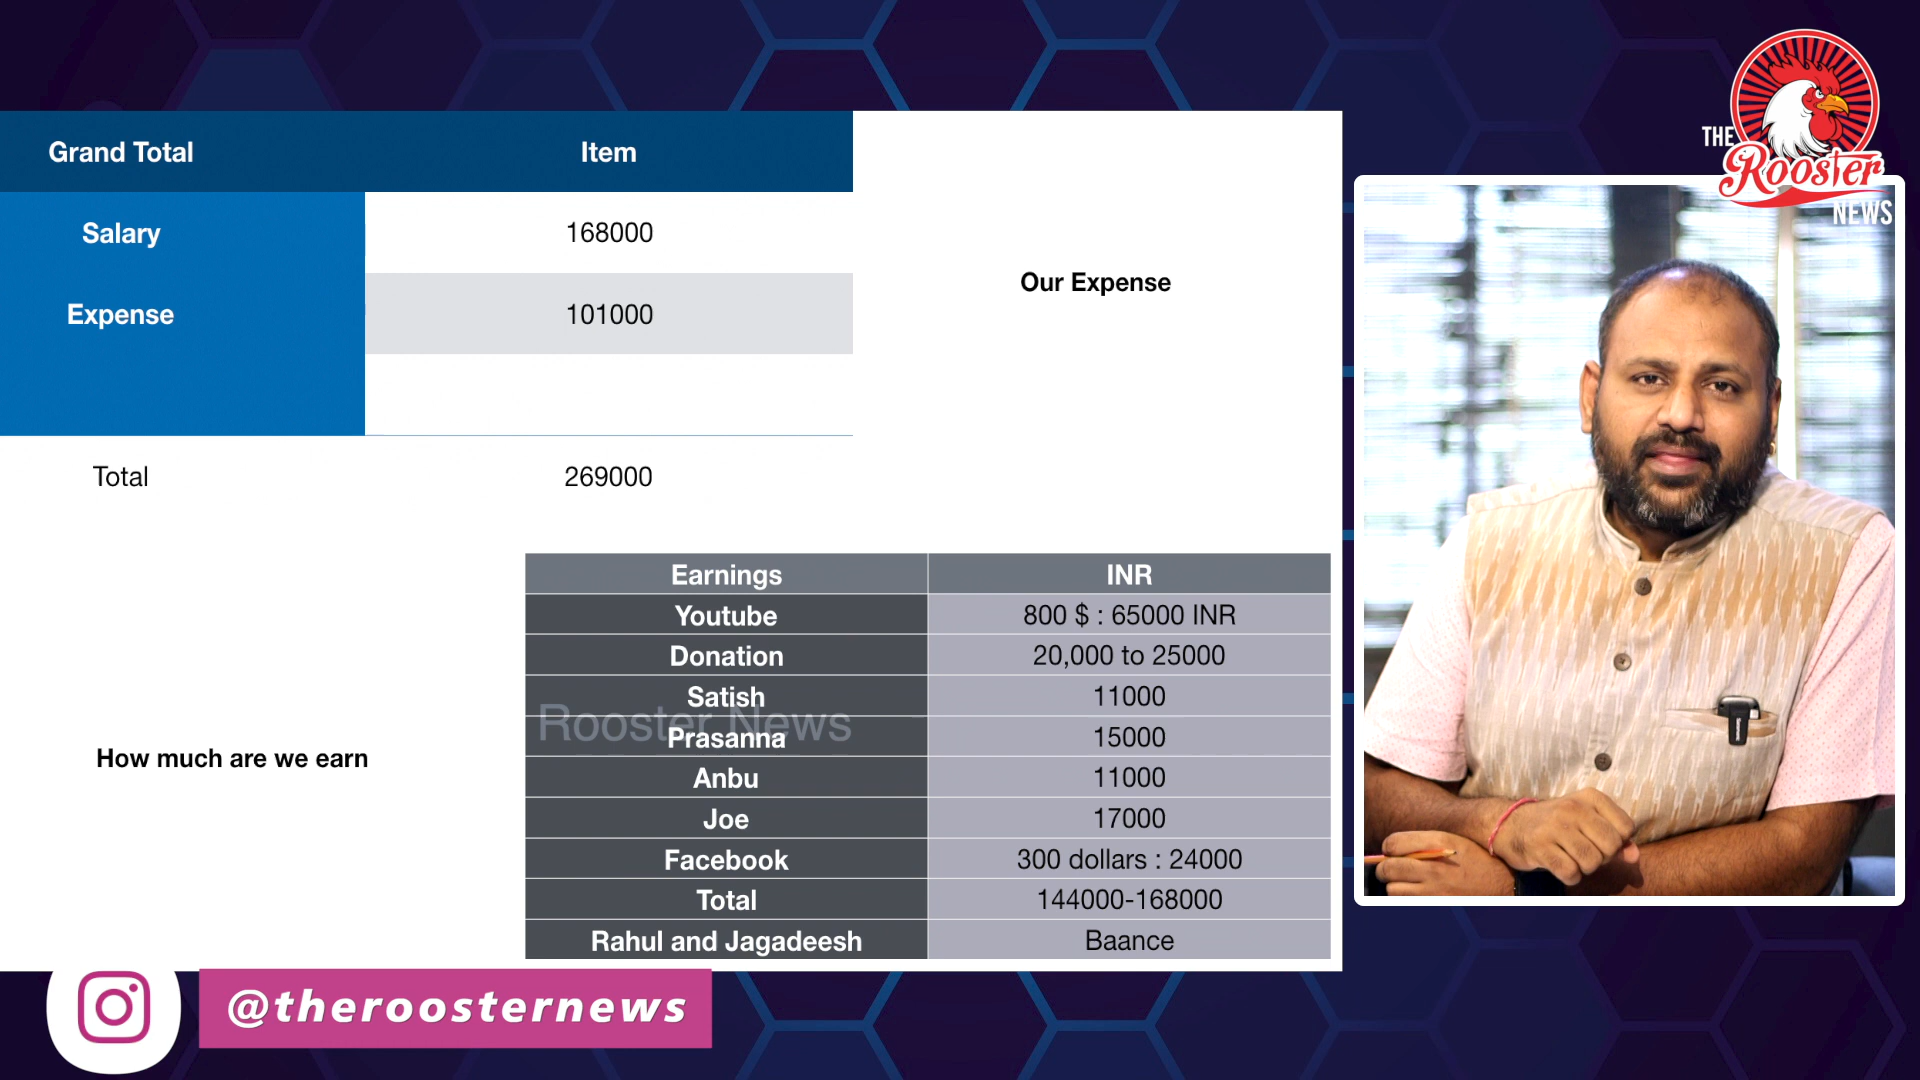 Grand Total Item
Salary 168000
Expense 101000
Total 269000
Our Expense
How much are we earn
Earnings INR
Youtube 800 $ : 65000 INR
Donation 20,000 to 25000
Satish 11000
Rooster News
Prasanna 15000
Anbu 11000
Joe 17000
Facebook 300 dollars : 24000
Total 144000-168000
Rahul and Jagadeesh Baance
@theroosternews
THE
Rooster
NEWS